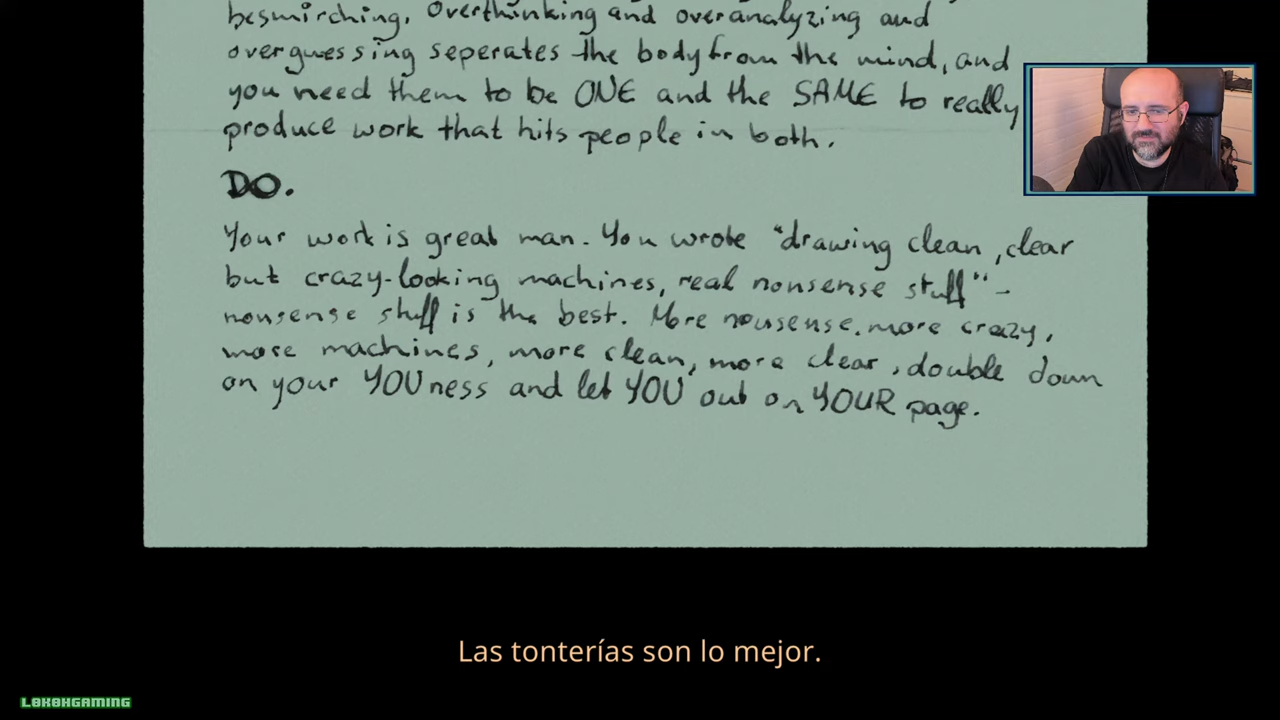 besmirching. Overthinking and overanalyzing and
overguessing seperates the body from the mind, and
you need them to be ONE and the SAME to really
produce work that hits people in both.
DO.
Your work is great man. You wrote "drawing clean, clear
but crazy-looking machines, real nonsense stuff" -
nonsense stuff is the best. More nousense. more crazy,
more machines, more clean, more clear, double down
on your YOUness and let YOU out on YOUR page.
Las tonterías son lo mejor.
L0K0XGAMING